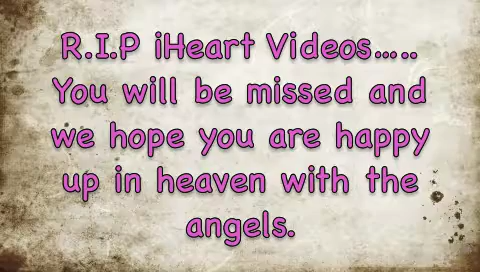 R.I.P iHeart Videos.....
You will be missed and
we hope you are happy
up in heaven with the
angels.